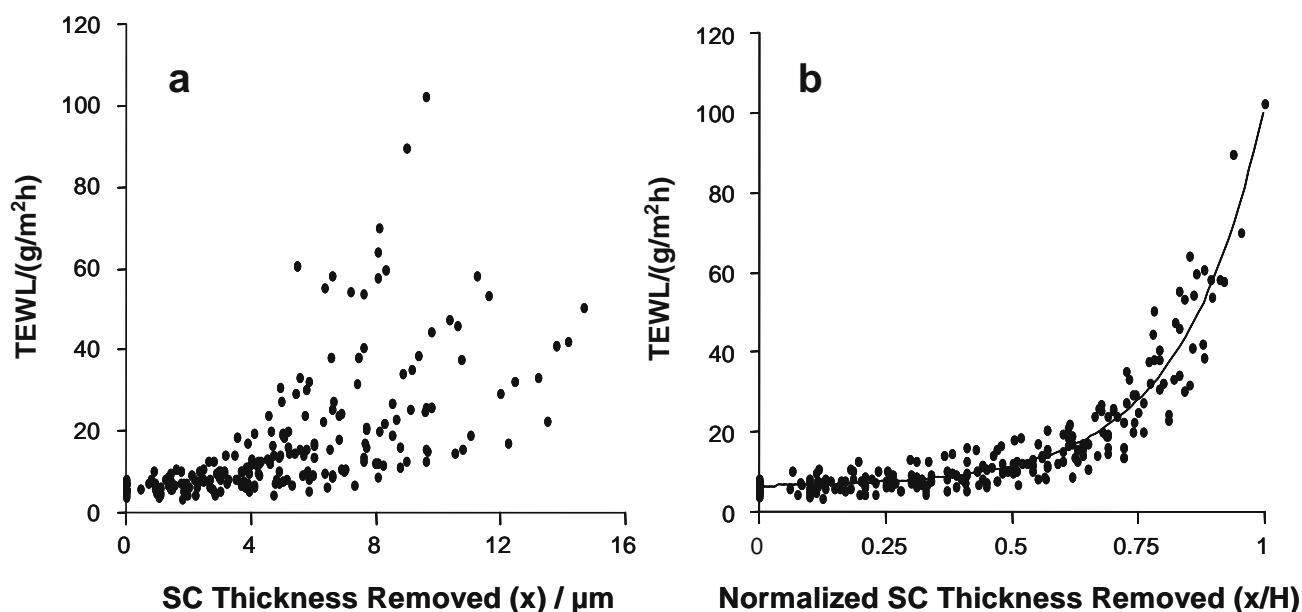 a
120
100
80
60
40
20
0
TEWL/(g/m²h)
0 4 8 12 16
SC Thickness Removed (x) / µm
b
120
100
80
60
40
20
0
TEWL/(g/m²h)
0 0.25 0.5 0.75 1
Normalized SC Thickness Removed (x/H)